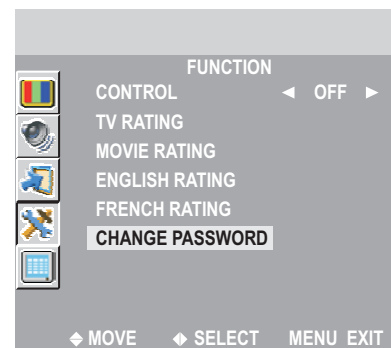 FUNCTION
CONTROL ◄ OFF ►
TV RATING
MOVIE RATING
ENGLISH RATING
FRENCH RATING
CHANGE PASSWORD
MOVE SELECT MENU EXIT